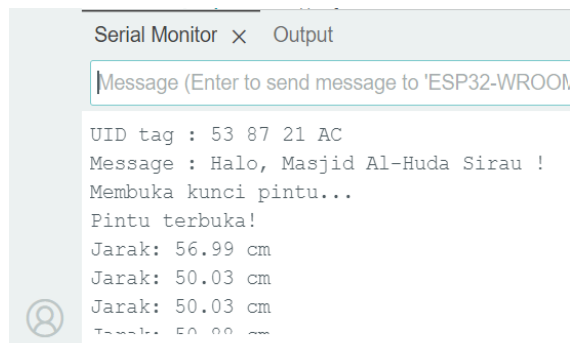 Serial Monitor × Output
Message (Enter to send message to 'ESP32-WROOM
UID tag : 53 87 21 AC
Message : Halo, Masjid Al-Huda Sirau !
Membuka kunci pintu...
Pintu terbuka!
Jarak: 56.99 cm
Jarak: 50.03 cm
Jarak: 50.03 cm